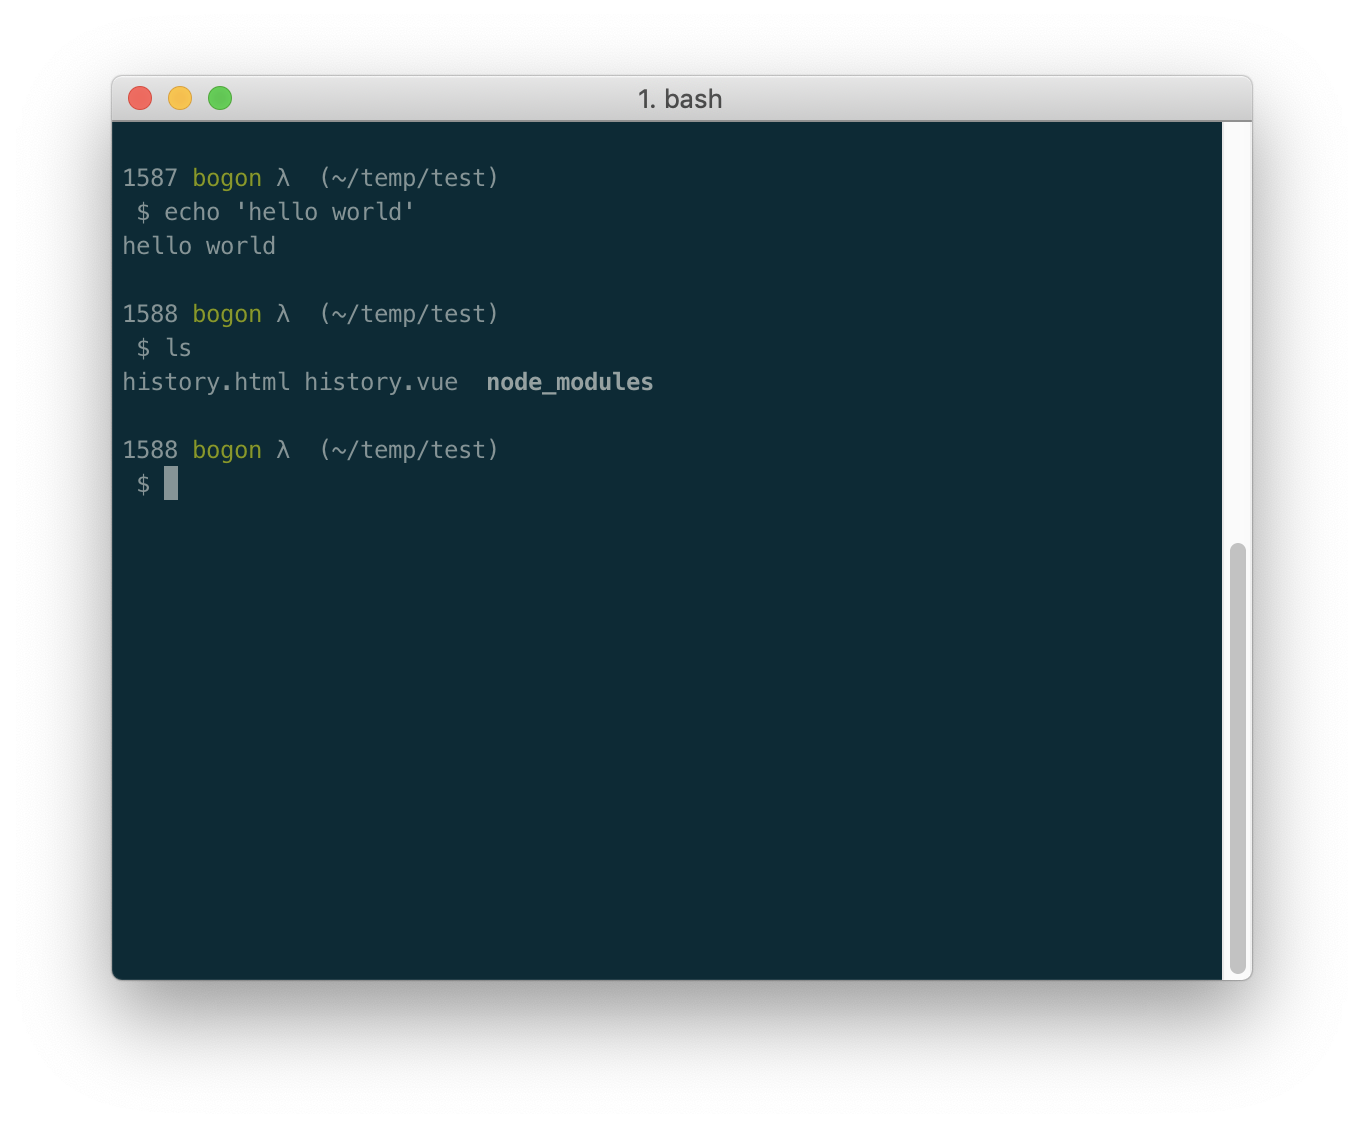 1. bash
1587 bogon λ  (~/temp/test)
 $ echo 'hello world'
hello world
1588 bogon λ  (~/temp/test)
 $ ls
history.html history.vue  node_modules
1588 bogon λ  (~/temp/test)
 $